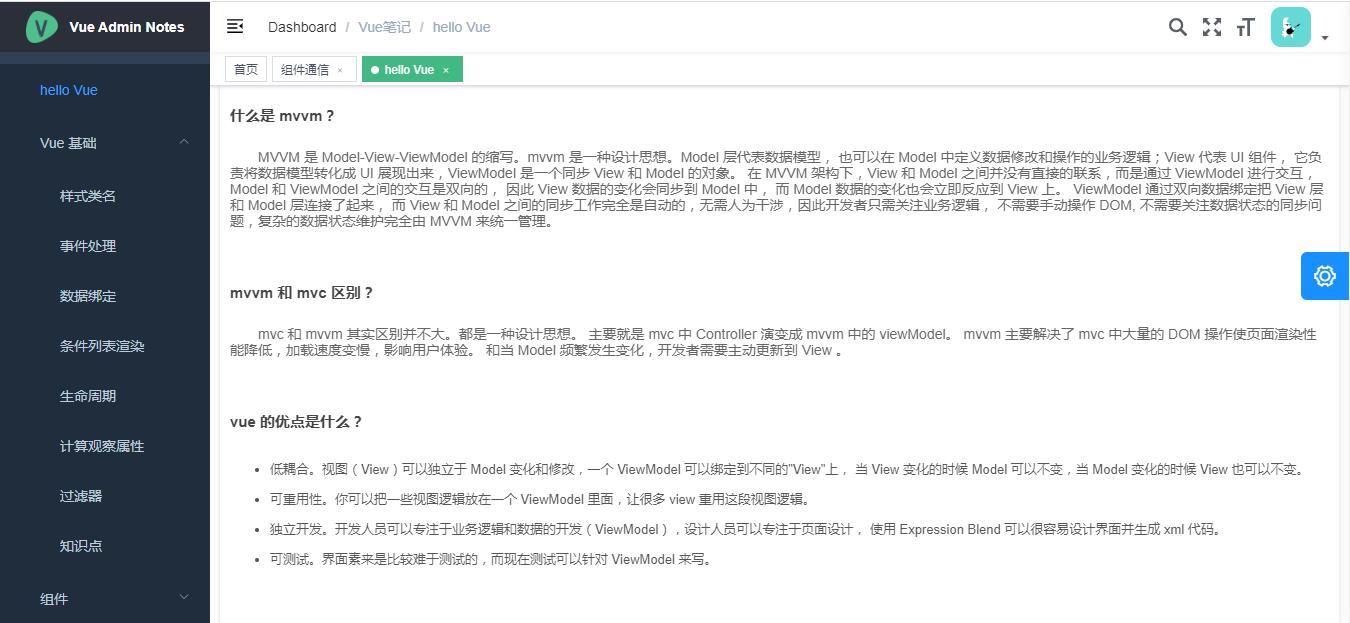 Vue Admin Notes
Dashboard / Vue笔记 / hello Vue
首页 组件通信 × hello Vue ×
hello Vue
Vue 基础
样式类名
事件处理
数据绑定
条件列表渲染
生命周期
计算观察属性
过滤器
知识点
组件
什么是 mvvm？
MVVM 是 Model-View-ViewModel 的缩写。mvvm 是一种设计思想。Model 层代表数据模型， 也可以在 Model 中定义数据修改和操作的业务逻辑；View 代表 UI 组件， 它负
责将数据模型转化成 UI 展现出来，ViewModel 是一个同步 View 和 Model 的对象。 在 MVVM 架构下，View 和 Model 之间并没有直接的联系，而是通过 ViewModel 进行交互，
Model 和 ViewModel 之间的交互是双向的， 因此 View 数据的变化会同步到 Model 中， 而 Model 数据的变化也会立即反应到 View 上。 ViewModel 通过双向数据绑定把 View 层
和 Model 层连接了起来， 而 View 和 Model 之间的同步工作完全是自动的，无需人为干涉，因此开发者只需关注业务逻辑， 不需要手动操作 DOM, 不需要关注数据状态的同步问
题，复杂的数据状态维护完全由 MVVM 来统一管理。
mvvm 和 mvc 区别？
mvc 和 mvvm 其实区别并不大。都是一种设计思想。 主要就是 mvc 中 Controller 演变成 mvvm 中的 viewModel。 mvvm 主要解决了 mvc 中大量的 DOM 操作使页面渲染性
能降低，加载速度变慢，影响用户体验。 和当 Model 频繁发生变化，开发者需要主动更新到 View 。
vue 的优点是什么？
• 低耦合。视图（View）可以独立于 Model 变化和修改，一个 ViewModel 可以绑定到不同的"View"上， 当 View 变化的时候 Model 可以不变，当 Model 变化的时候 View 也可以不变。
• 可重用性。你可以把一些视图逻辑放在一个 ViewModel 里面，让很多 view 重用这段视图逻辑。
• 独立开发。开发人员可以专注于业务逻辑和数据的开发（ViewModel），设计人员可以专注于页面设计， 使用 Expression Blend 可以很容易设计界面并生成 xml 代码。
• 可测试。界面素来是比较难于测试的，而现在测试可以针对 ViewModel 来写。